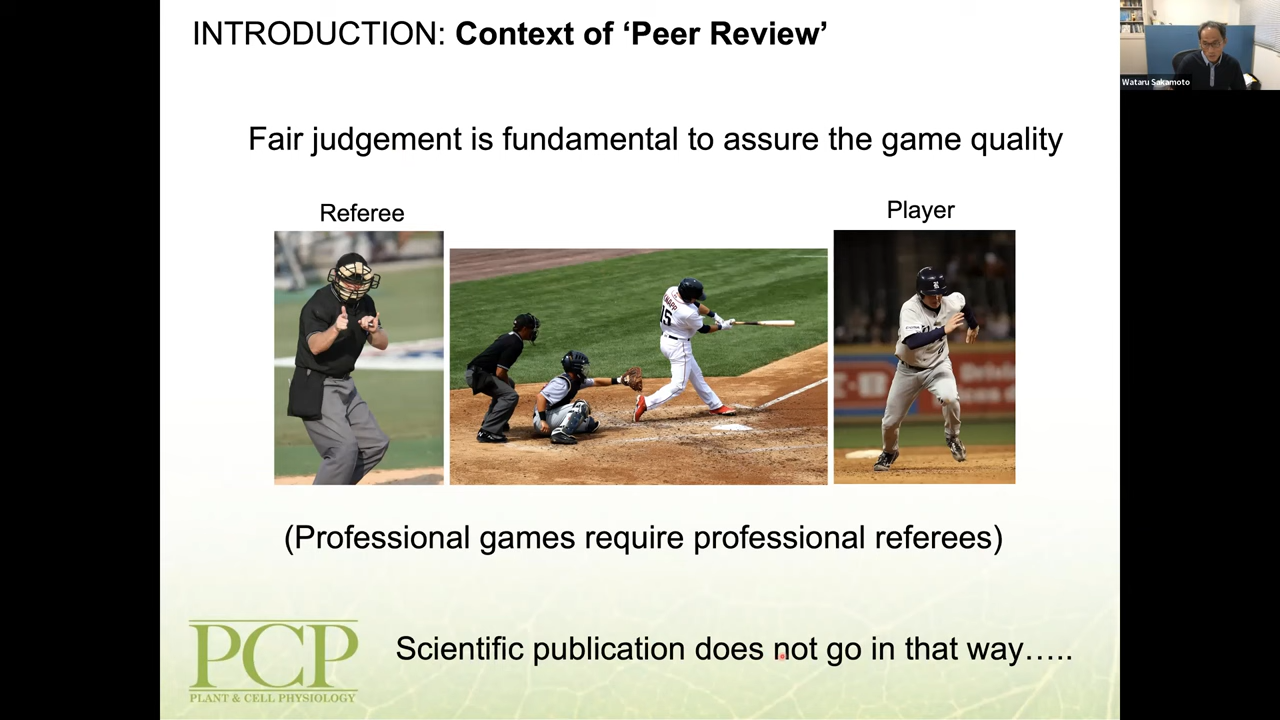 INTRODUCTION: Context of ‘Peer Review’
Wataru Sakamoto
Fair judgement is fundamental to assure the game quality
Referee
Player
15
(Professional games require professional referees)
PCP
PLANT & CELL PHYSIOLOGY
Scientific publication does not go in that way…..